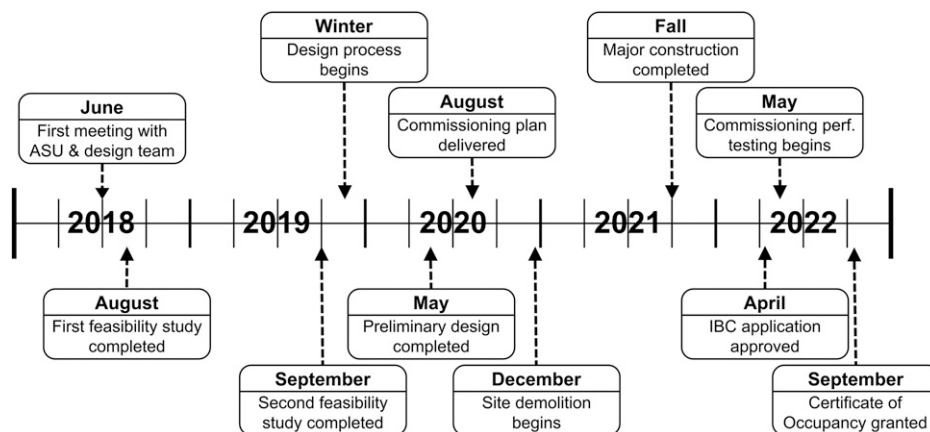 Winter
Design process
begins
Fall
Major construction
completed
June
First meeting with
ASU & design team
August
Commissioning plan
delivered
May
Commissioning perf.
testing begins
2018 2019 2020 2021 2022
August
First feasibility study
completed
May
Preliminary design
completed
April
IBC application
approved
September
Second feasibility
study completed
December
Site demolition
begins
September
Certificate of
Occupancy granted